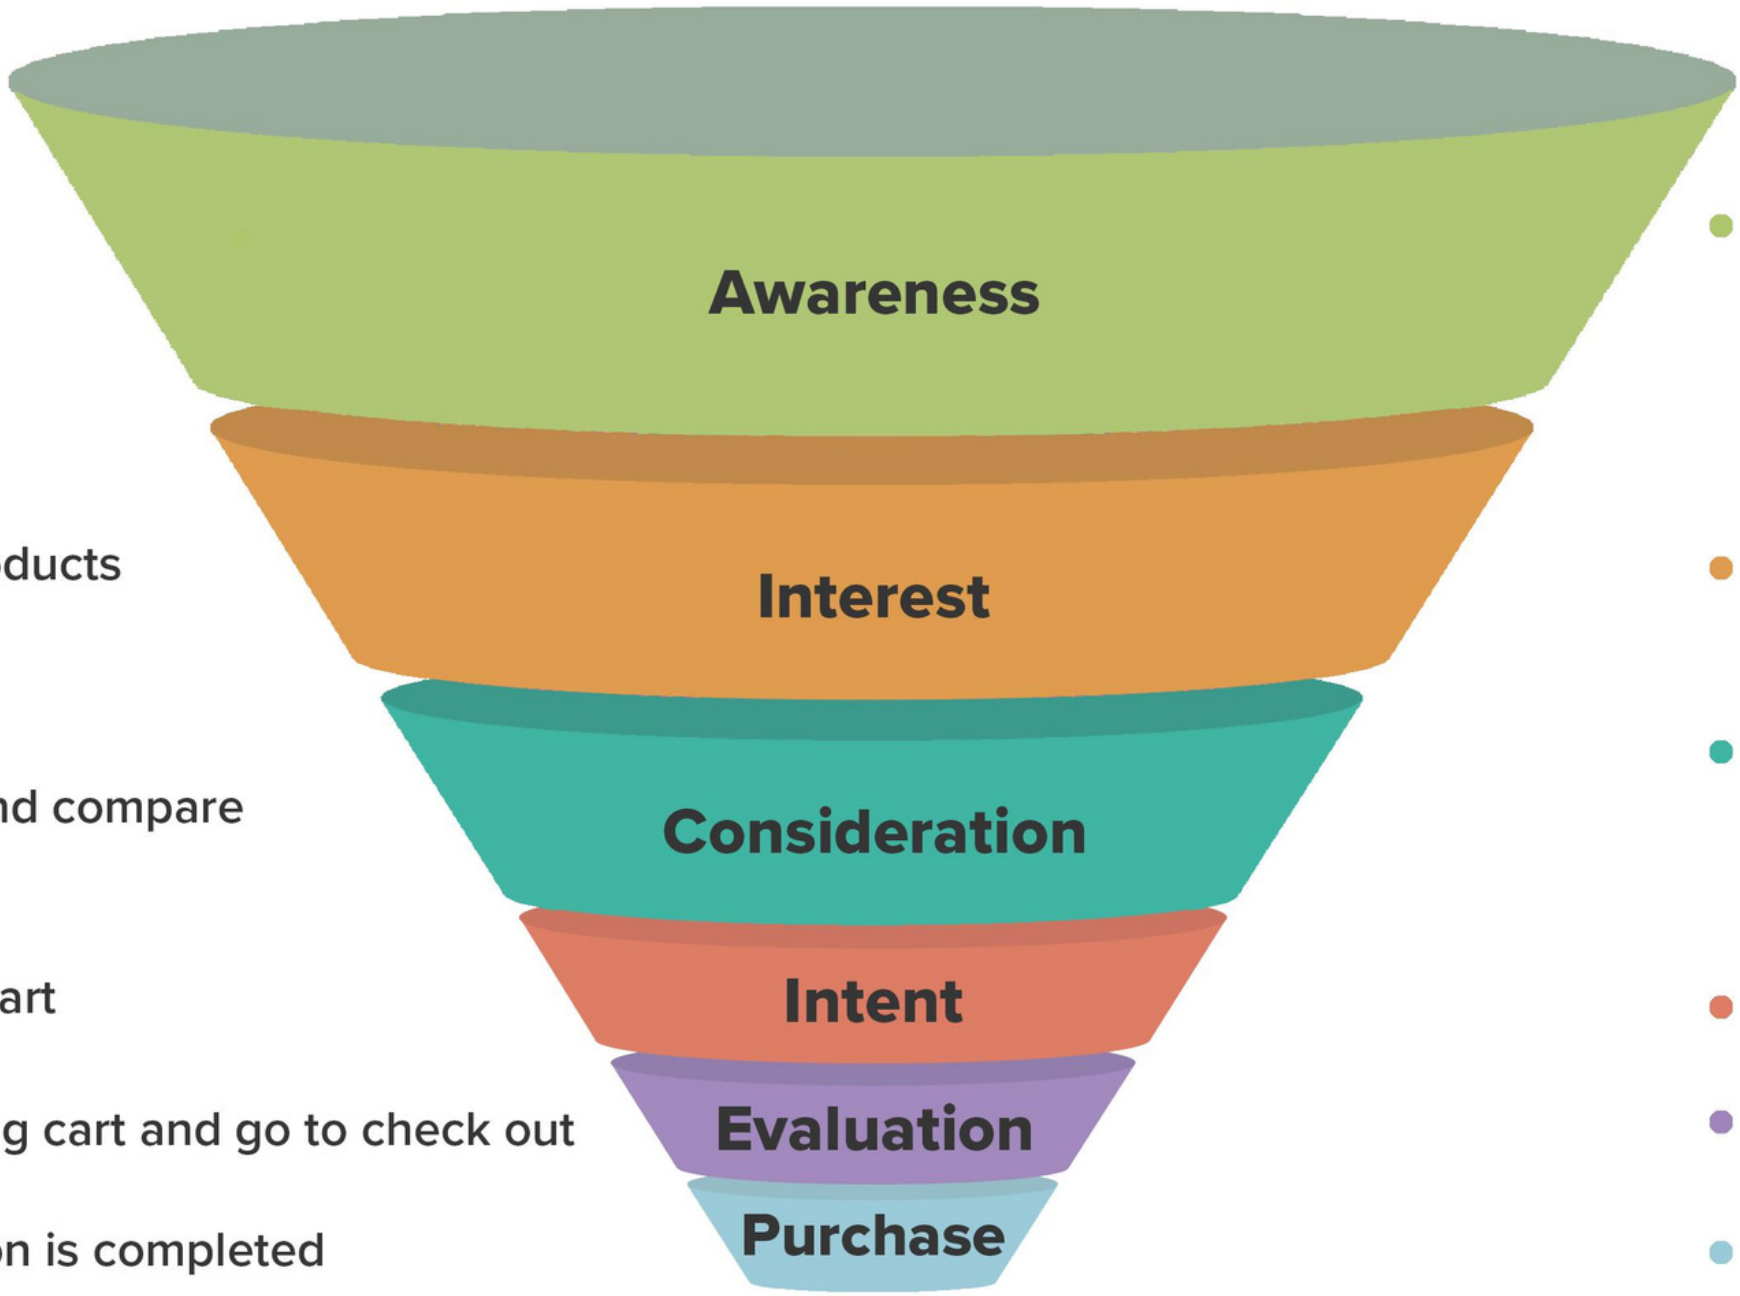 Awareness
ducts
Interest
nd compare
Consideration
art
Intent
g cart and go to check out
Evaluation
n is completed
Purchase